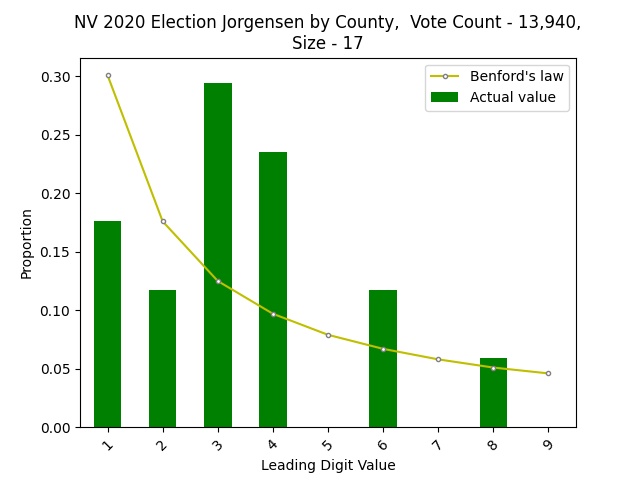 NV 2020 Election Jorgensen by County,  Vote Count - 13,940,
Size - 17
Benford's law
Actual value
Proportion
0.30
0.25
0.20
0.15
0.10
0.05
0.00
1
2
3
4
5
6
7
8
9
Leading Digit Value